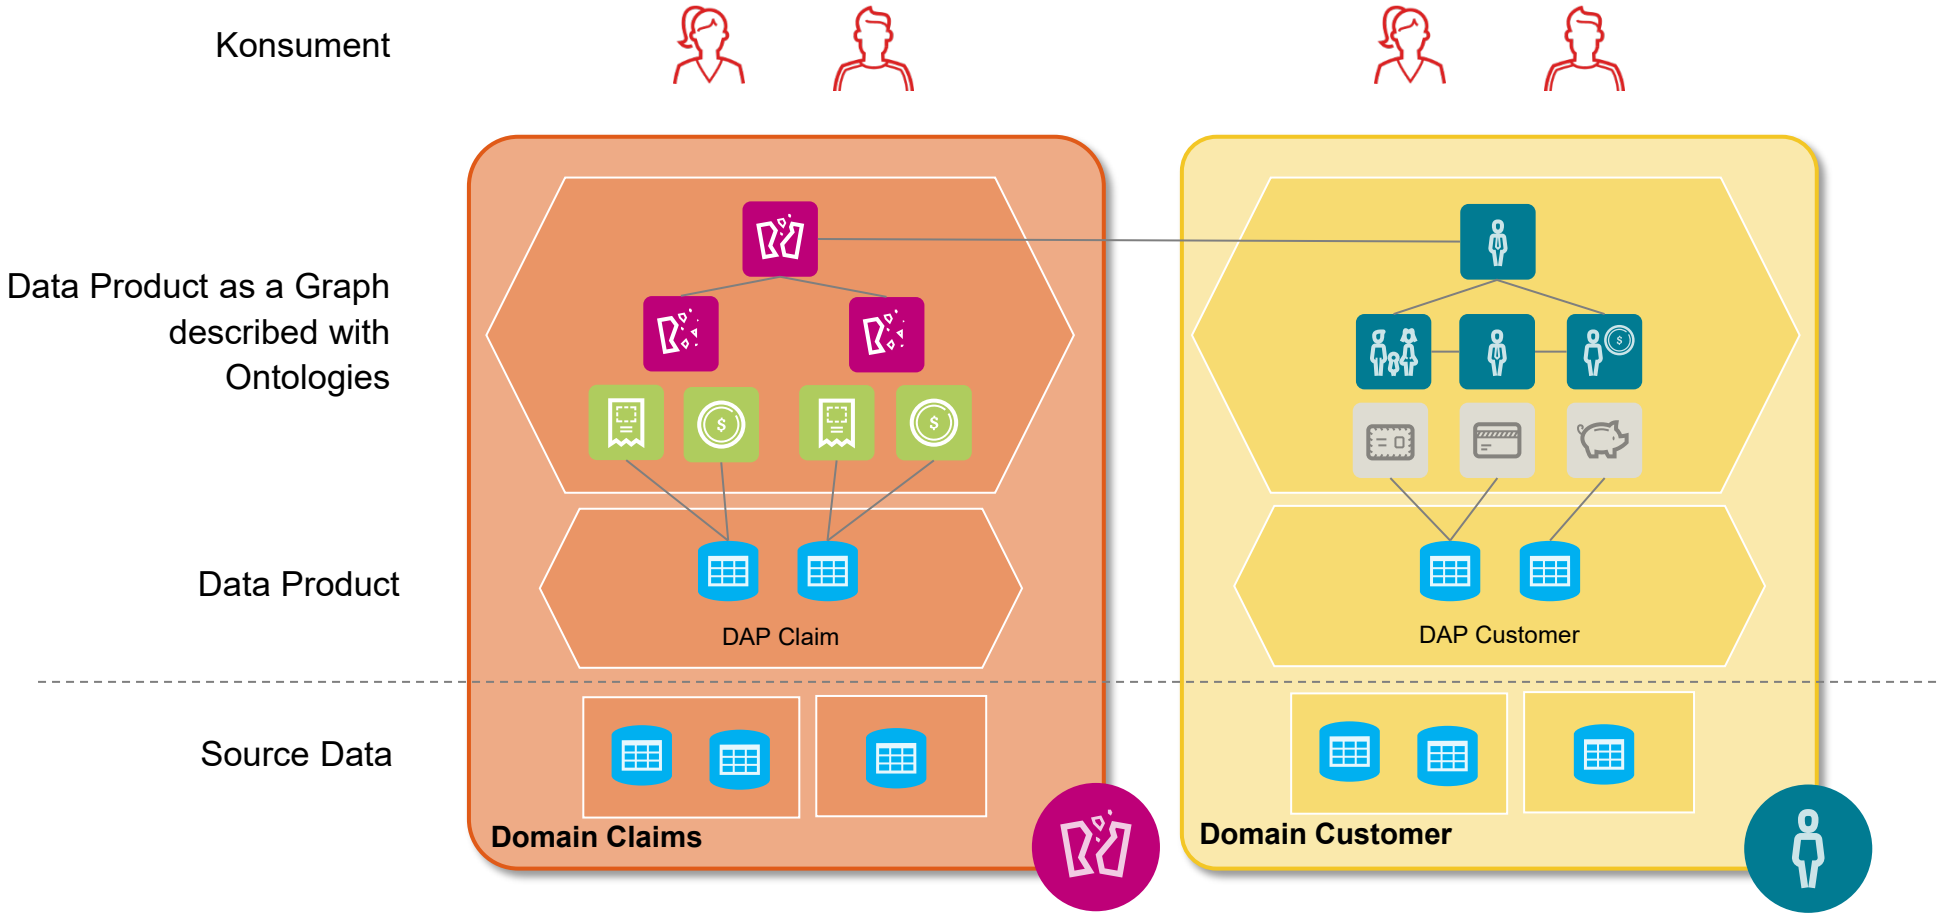 Konsument
Data Product as a Graph
described with
Ontologies
$
$
$
Data Product
DAP Claim
DAP Customer
Source Data
Domain Claims
Domain Customer